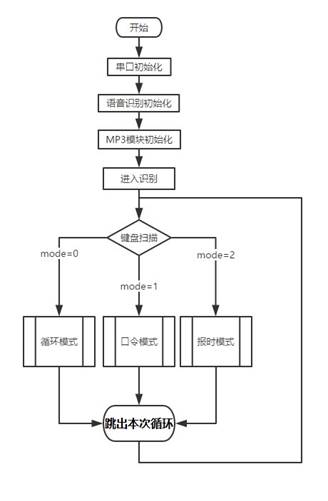 开始
串口初始化
语音识别初始化
MP3模块初始化
进入识别
键盘扫描
mode=0
mode=2
mode=1
循环模式
口令模式
报时模式
跳出本次循环